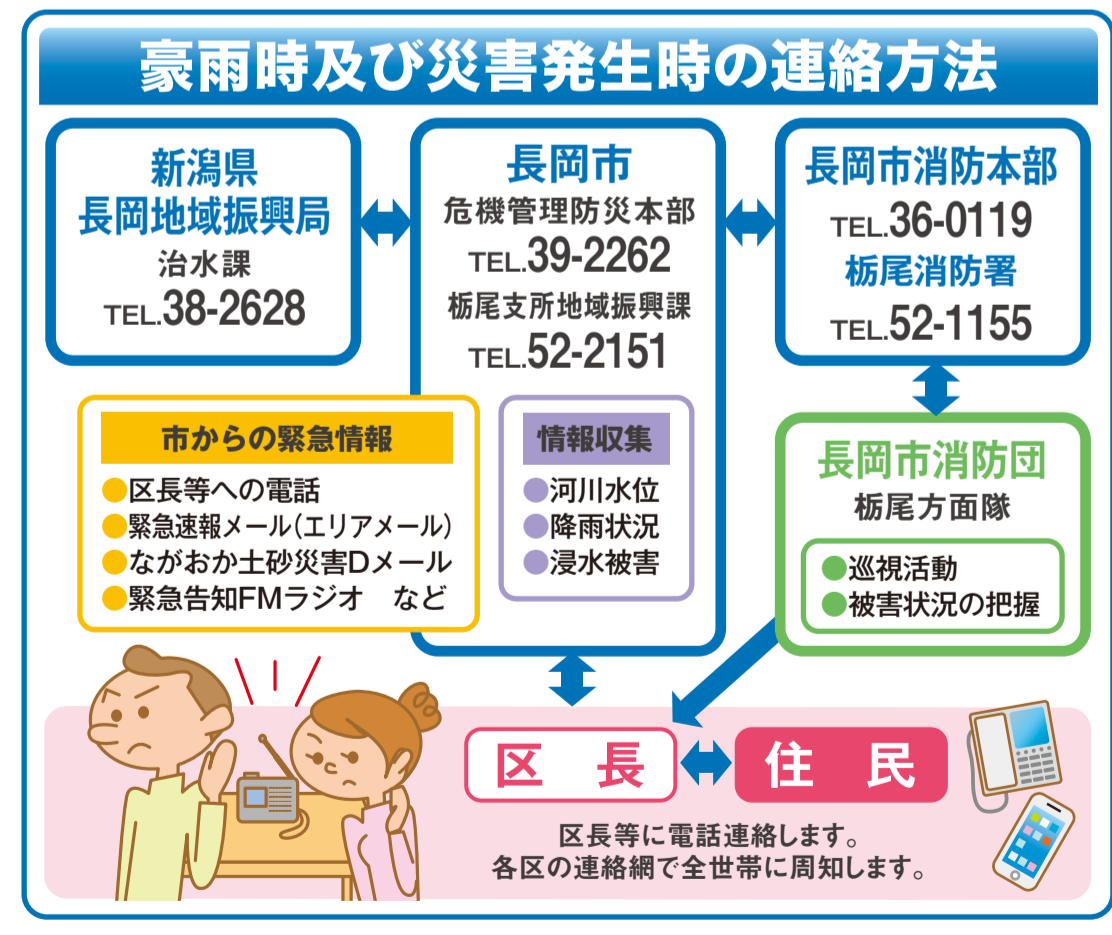 豪雨時及び災害発生時の連絡方法
新潟県
長岡地域振興局
治水課
TEL.38-2628
長岡市
危機管理防災本部
TEL.39-2262
栃尾支所地域振興課
TEL.52-2151
長岡市消防本部
TEL.36-0119
栃尾消防署
TEL.52-1155
市からの緊急情報
●区長等への電話
●緊急速報メール(エリアメール)
●ながおか土砂災害Dメール
●緊急告知FMラジオ　など
情報収集
●河川水位
●降雨状況
●浸水被害
長岡市消防団
栃尾方面隊
●巡視活動
●被害状況の把握
区　長
住　民
区長等に電話連絡します。
各区の連絡網で全世帯に周知します。